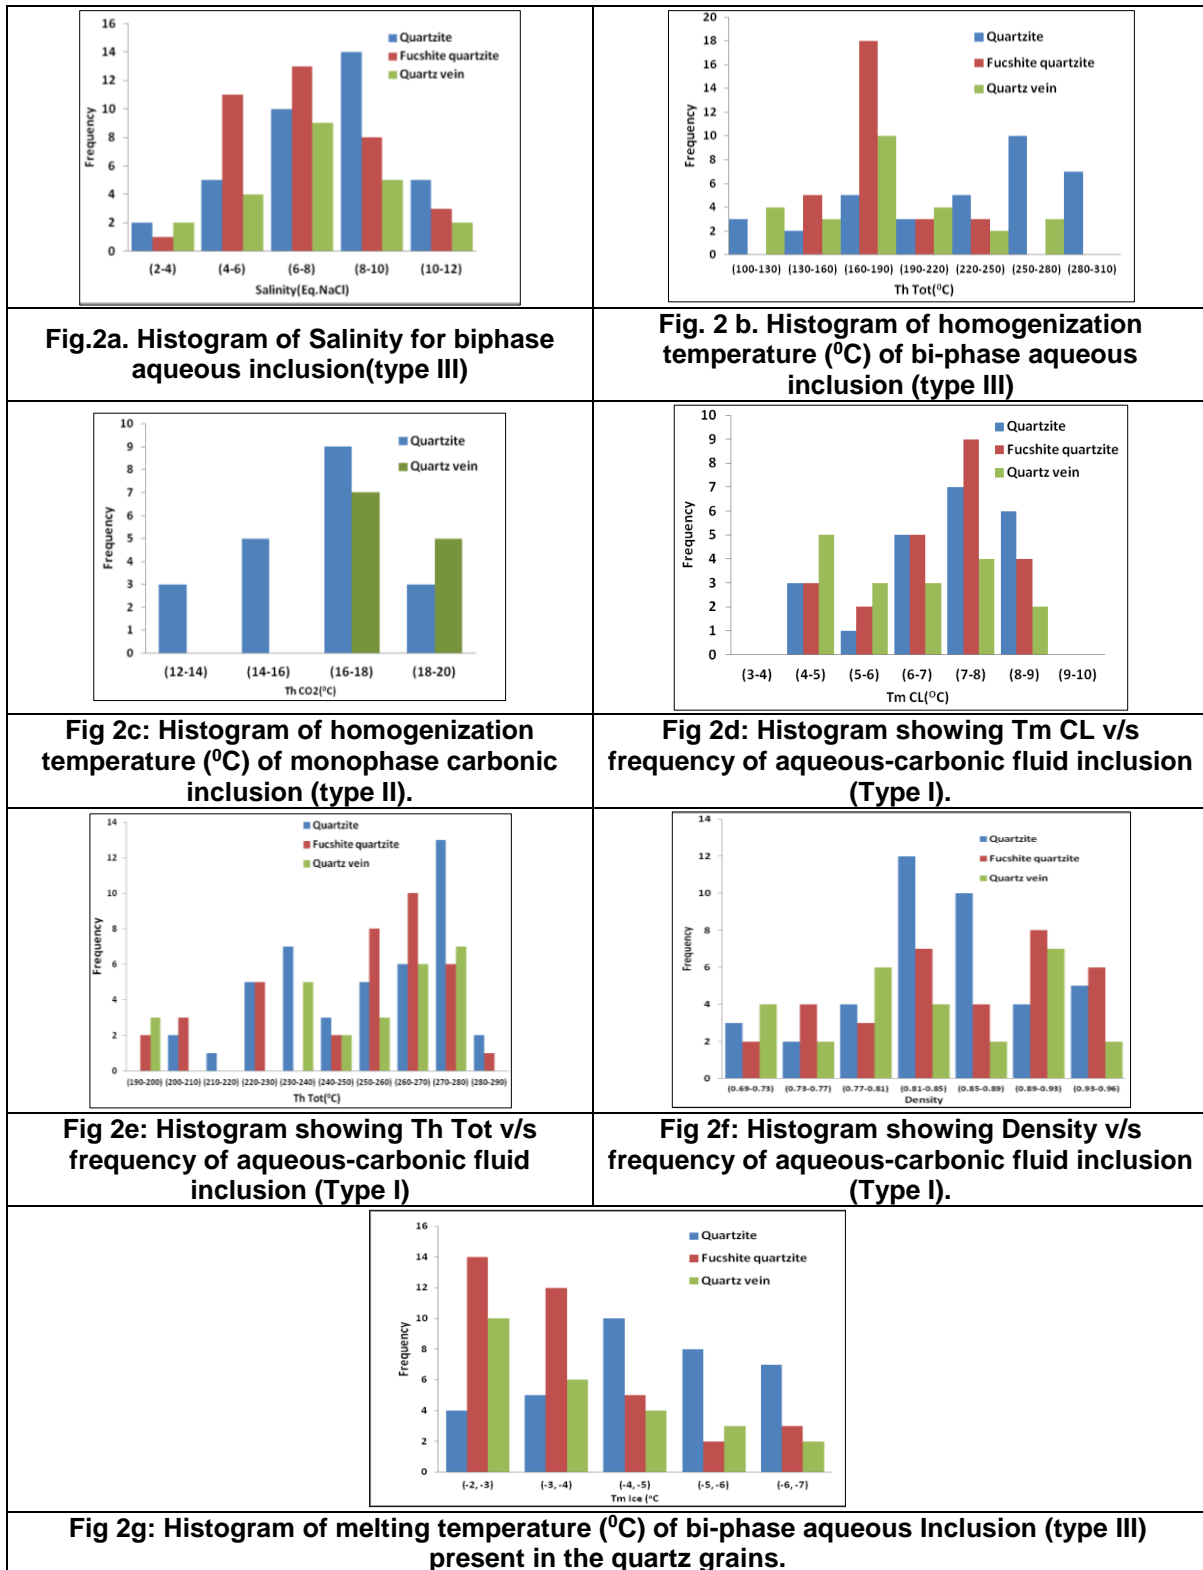 16
14
12
10
8
6
4
2
0
Frequency
Quartzite
Fucshite quartzite
Quartz vein
(2-4) (4-6) (6-8) (8-10) (10-12)
Salinity(Eq.NaCl)
Fig.2a. Histogram of Salinity for biphase
aqueous inclusion(type III)
20
18
16
14
12
10
8
6
4
2
0
Frequency
Quartzite
Fucshite quartzite
Quartz vein
(100-130) (130-160) (160-190) (190-220) (220-250) (250-280) (280-310)
Th Tot(⁰C)
Fig. 2 b. Histogram of homogenization
temperature (⁰C) of bi-phase aqueous
inclusion (type III)
10
9
8
7
6
5
4
3
2
1
0
Frequency
Quartzite
Quartz vein
(12-14) (14-16) (16-18) (18-20)
Th CO2(⁰C)
Fig 2c: Histogram of homogenization
temperature (⁰C) of monophase carbonic
inclusion (type II).
10
9
8
7
6
5
4
3
2
1
0
Frequency
Quartzite
Fucshite quartzite
Quartz vein
(3-4) (4-5) (5-6) (6-7) (7-8) (8-9) (9-10)
Tm CL(⁰C)
Fig 2d: Histogram showing Tm CL v/s
frequency of aqueous-carbonic fluid inclusion
(Type I).
14
12
10
8
6
4
2
0
Frequency
Quartzite
Fucshite quartzite
Quartz vein
(190-200) (200-210) (210-220) (220-230) (230-240) (240-250) (250-260) (260-270) (270-280) (280-290)
Th Tot(⁰C)
Fig 2e: Histogram showing Th Tot v/s
frequency of aqueous-carbonic fluid
inclusion (Type I)
14
12
10
8
6
4
2
0
Frequency
Quartzite
Fucshite quartzite
Quartz vein
(0.69-0.73) (0.73-0.77) (0.77-0.81) (0.81-0.85) (0.85-0.89) (0.89-0.93) (0.93-0.96)
Density
Fig 2f: Histogram showing Density v/s
frequency of aqueous-carbonic fluid inclusion
(Type I).
16
14
12
10
8
6
4
2
0
Frequency
Quartzite
Fucshite quartzite
Quartz vein
(-2, -3) (-3, -4) (-4, -5) (-5, -6) (-6, -7)
Tm Ice (⁰C
Fig 2g: Histogram of melting temperature (⁰C) of bi-phase aqueous Inclusion (type III)
present in the quartz grains.